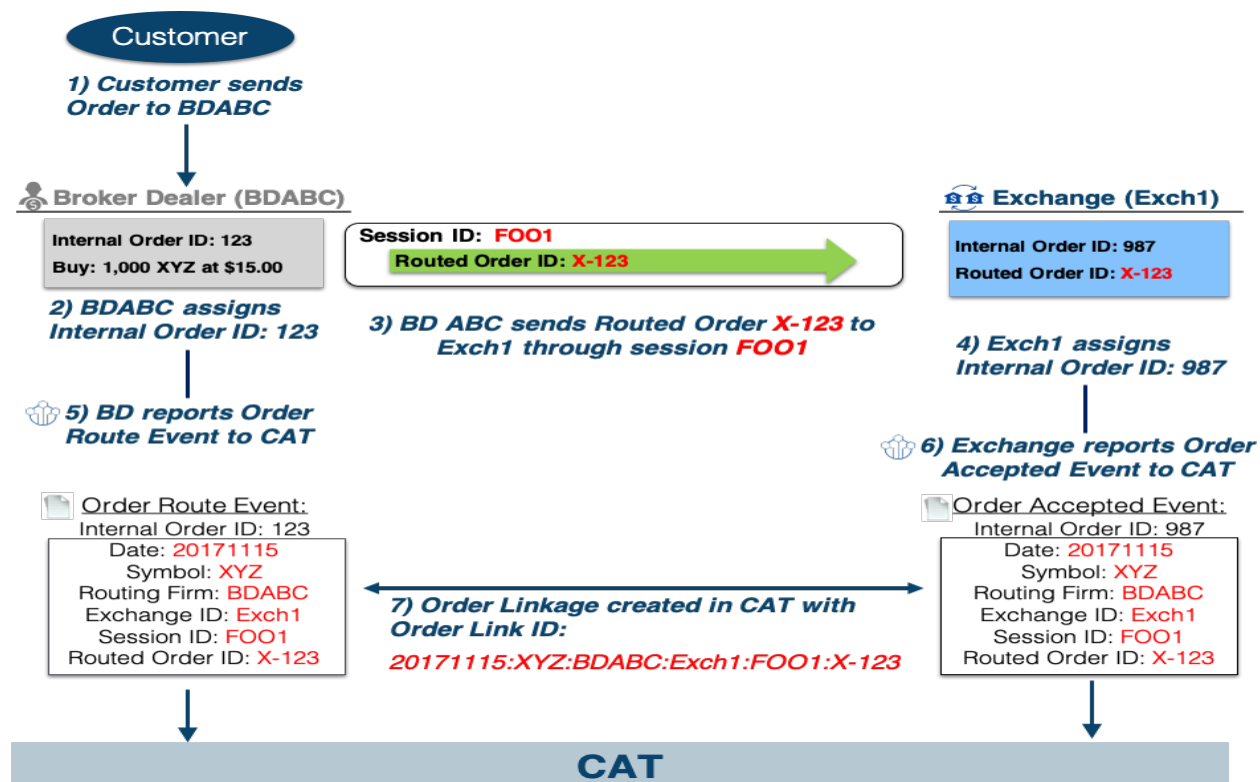 Customer
1) Customer sends
Order to BDABC
Broker Dealer (BDABC)
Internal Order ID: 123
Buy: 1,000 XYZ at $15.00
2) BDABC assigns
Internal Order ID: 123
Session ID: FOO1
Routed Order ID: X-123
3) BD ABC sends Routed Order X-123 to
Exch1 through session FOO1
Exchange (Exch1)
Internal Order ID: 987
Routed Order ID: X-123
4) Exch1 assigns
Internal Order ID: 987
5) BD reports Order
Route Event to CAT
6) Exchange reports Order
Accepted Event to CAT
Order Route Event:
Internal Order ID: 123
Date: 20171115
Symbol: XYZ
Routing Firm: BDABC
Exchange ID: Exch1
Session ID: FOO1
Routed Order ID: X-123
7) Order Linkage created in CAT with
Order Link ID:
20171115:XYZ:BDABC:Exch1:FOO1:X-123
Order Accepted Event:
Internal Order ID: 987
Date: 20171115
Symbol: XYZ
Routing Firm: BDABC
Exchange ID: Exch1
Session ID: FOO1
Routed Order ID: X-123
CAT